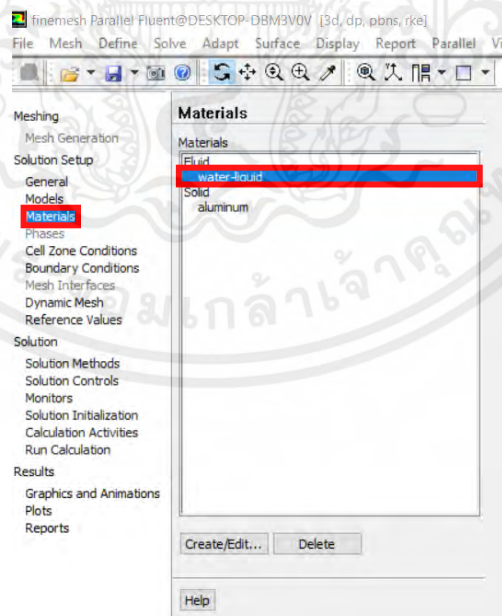 finemesh Parallel Fluent@DESKTOP-DBM3V0V [3d, dp, pbns, rke]
File Mesh Define Solve Adapt Surface Display Report Parallel
Meshing
Mesh Generation
Solution Setup
General
Models
Materials
Phases
Cell Zone Conditions
Boundary Conditions
Mesh Interfaces
Dynamic Mesh
Reference Values
Solution
Solution Methods
Solution Controls
Monitors
Solution Initialization
Calculation Activities
Run Calculation
Results
Graphics and Animations
Plots
Reports
Materials
Materials
Fluid
water-liquid
Solid
aluminum
Create/Edit... Delete
Help